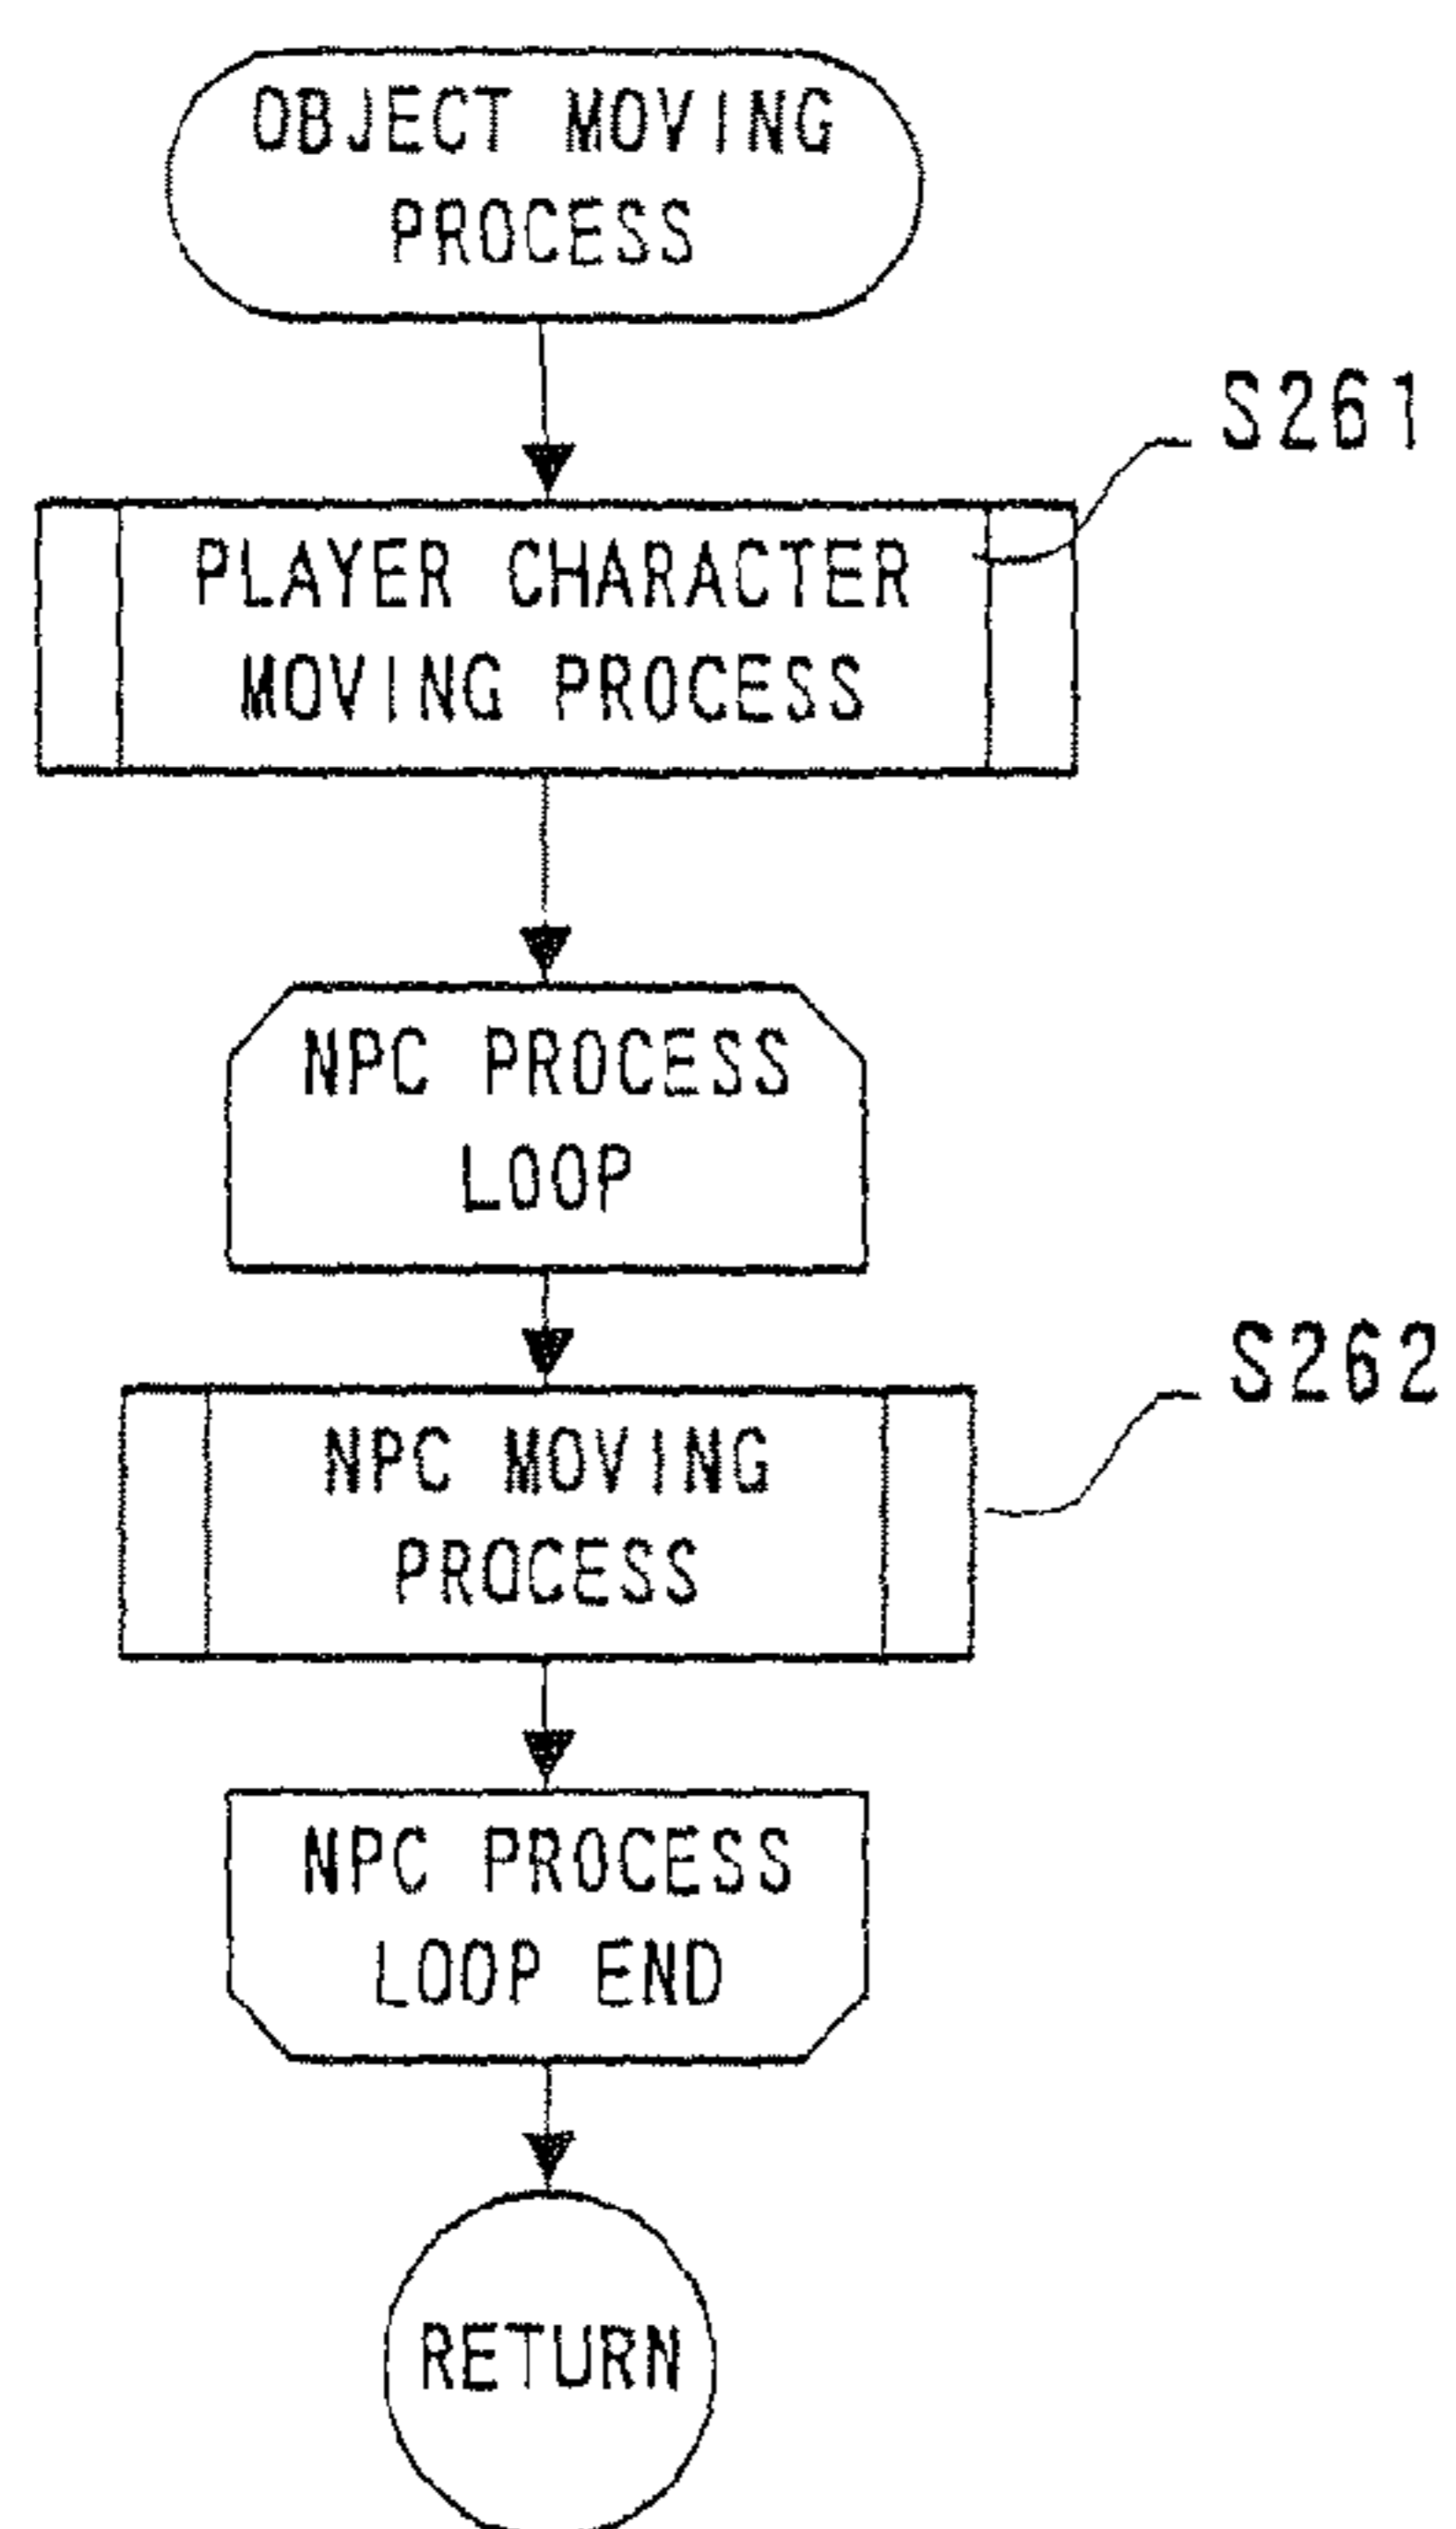 OBJECT MOVING
PROCESS
S261
PLAYER CHARACTER
MOVING PROCESS
NPC PROCESS
LOOP
S262
NPC MOVING
PROCESS
NPC PROCESS
LOOP END
RETURN